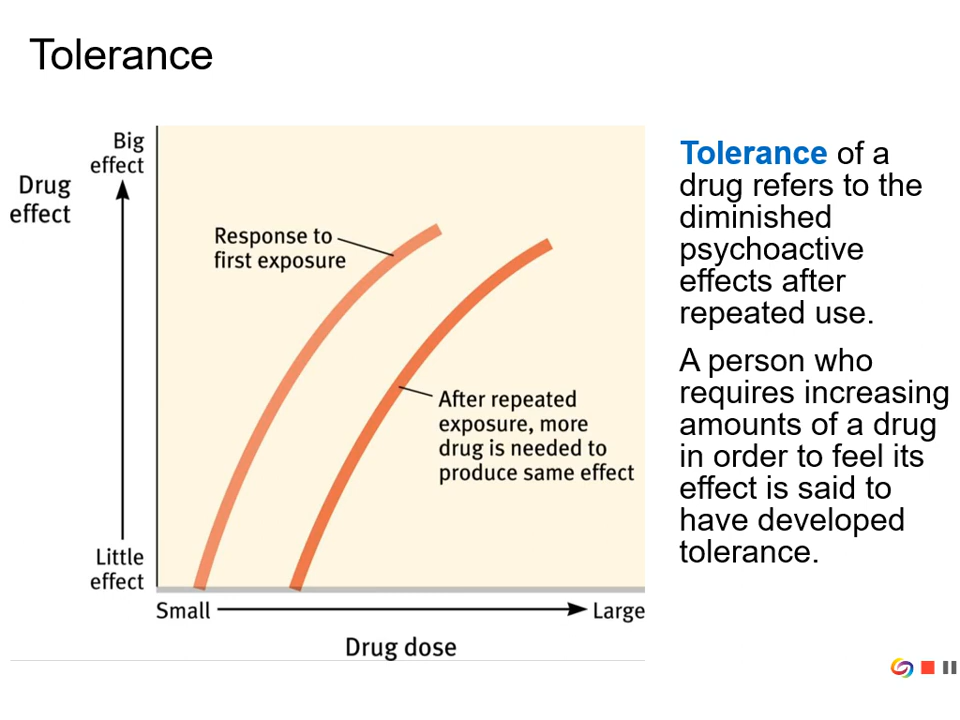 Tolerance
Big
effect
Drug
effect
Response to
first exposure
After repeated
exposure, more
drug is needed to
produce same effect
Little
effect
Small
Large
Drug dose
Tolerance of a
drug refers to the
diminished
psychoactive
effects after
repeated use.
A person who
requires increasing
amounts of a drug
in order to feel its
effect is said to
have developed
tolerance.